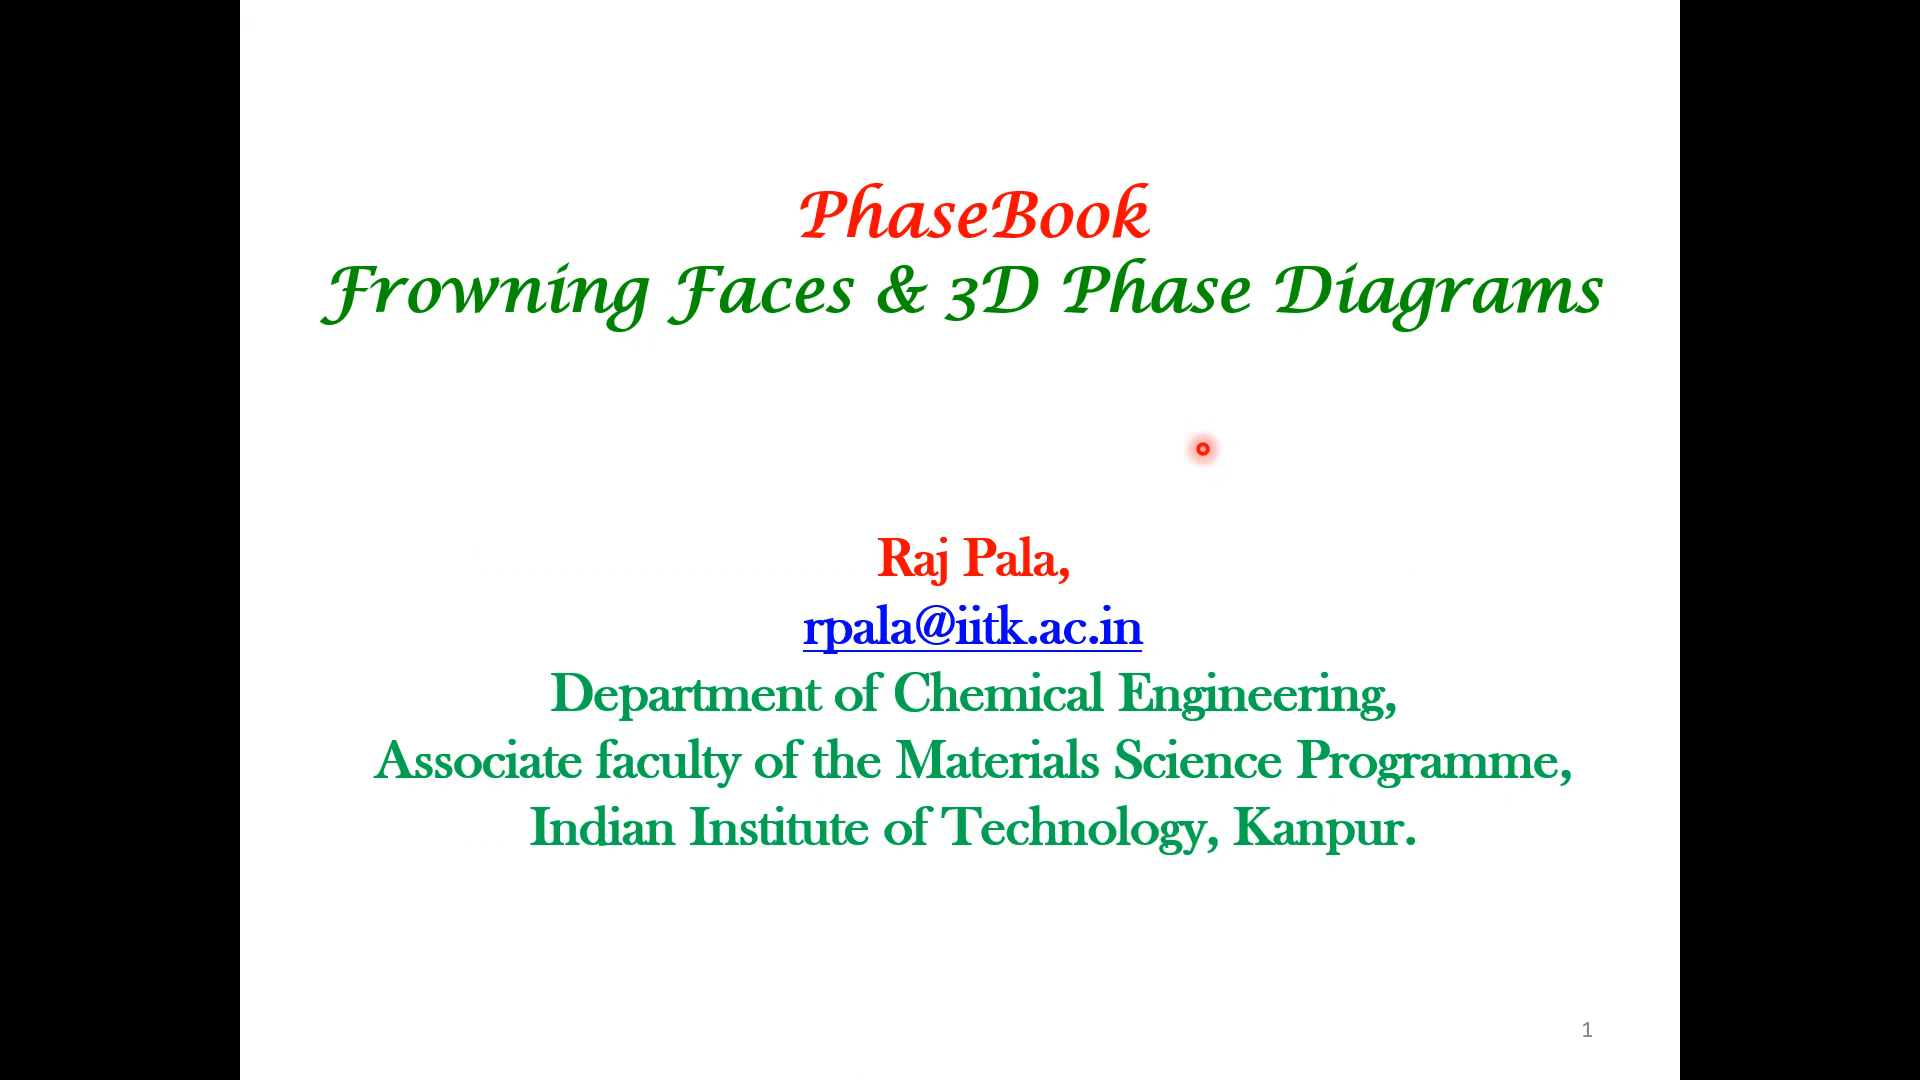 PhaseBook
Frowning Faces & 3D Phase Diagrams
Raj Pala,
rpala@iitk.ac.in
Department of Chemical Engineering,
Associate faculty of the Materials Science Programme,
Indian Institute of Technology, Kanpur.
1